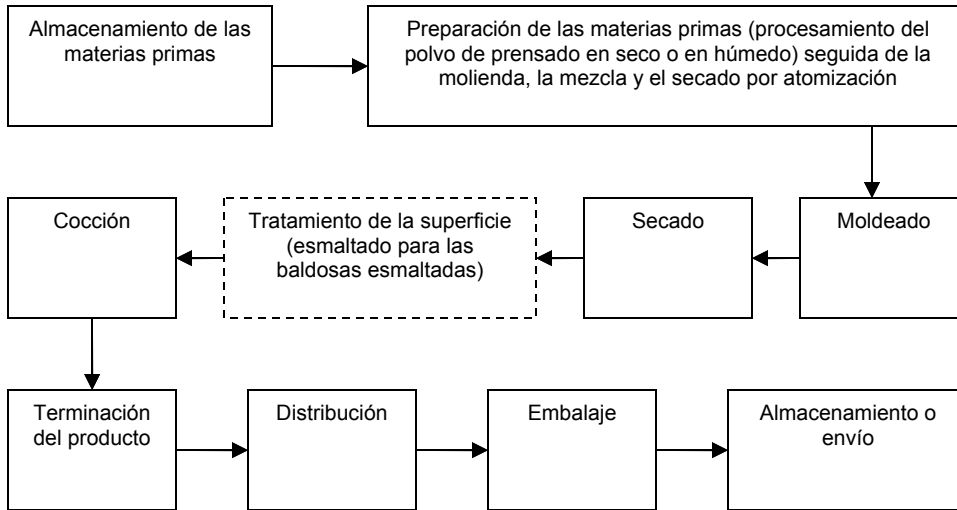 Almacenamiento de las
materias primas
Preparación de las materias primas (procesamiento del
polvo de prensado en seco o en húmedo) seguida de la
molienda, la mezcla y el secado por atomización
Cocción
Tratamiento de la superficie
(esmaltado para las
baldosas esmaltadas)
Secado
Moldeado
Terminación
del producto
Distribución
Embalaje
Almacenamiento o
envío